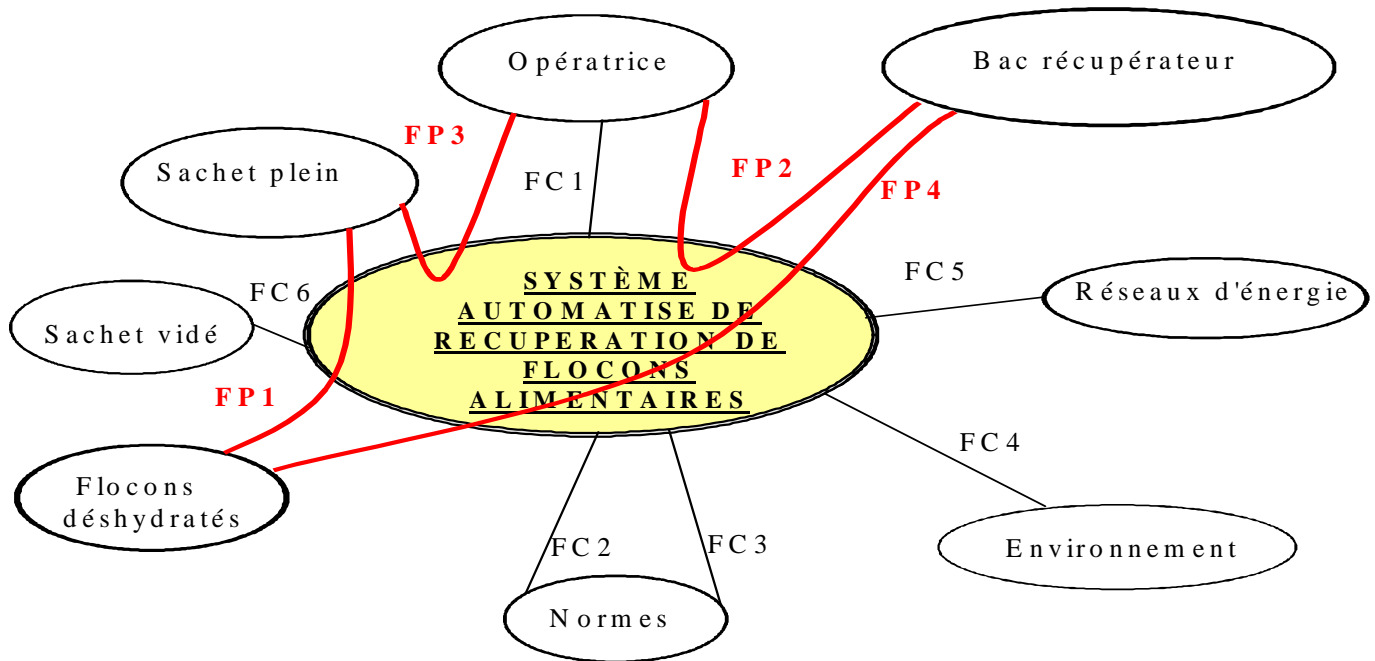 Opératrice
Bac récupérateur
FP3
Sachet plein
FC1
FP2
FP4
FC5
Réseaux d'énergie
FC6
Sachet vidé
SYSTÈME
AUTOMATISE DE
RECUPERATION DE
FLOCONS
ALIMENTAIRES
FP1
FC4
Flocons
déshydratés
FC2
FC3
Environnement
Normes